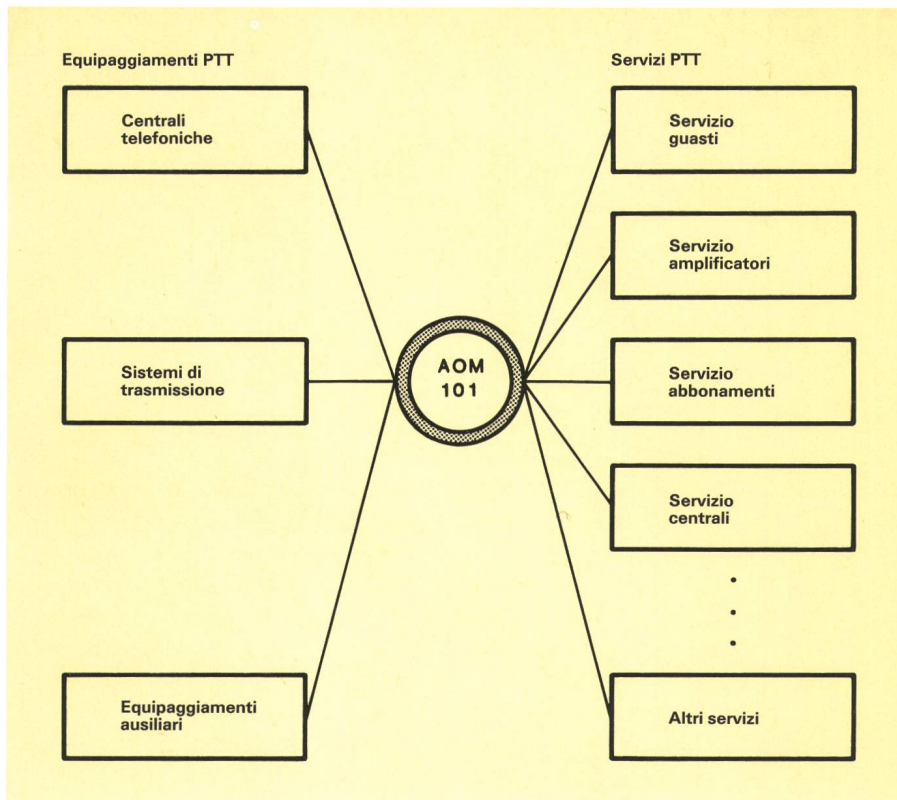 Equipaggiamenti PTT
Centrali
telefoniche
Sistemi di
trasmissione
Equipaggiamenti
ausiliari
AOM
101
Servizi PTT
Servizio
guasti
Servizio
amplificatori
Servizio
abbonamenti
Servizio
centrali
Altri servizi